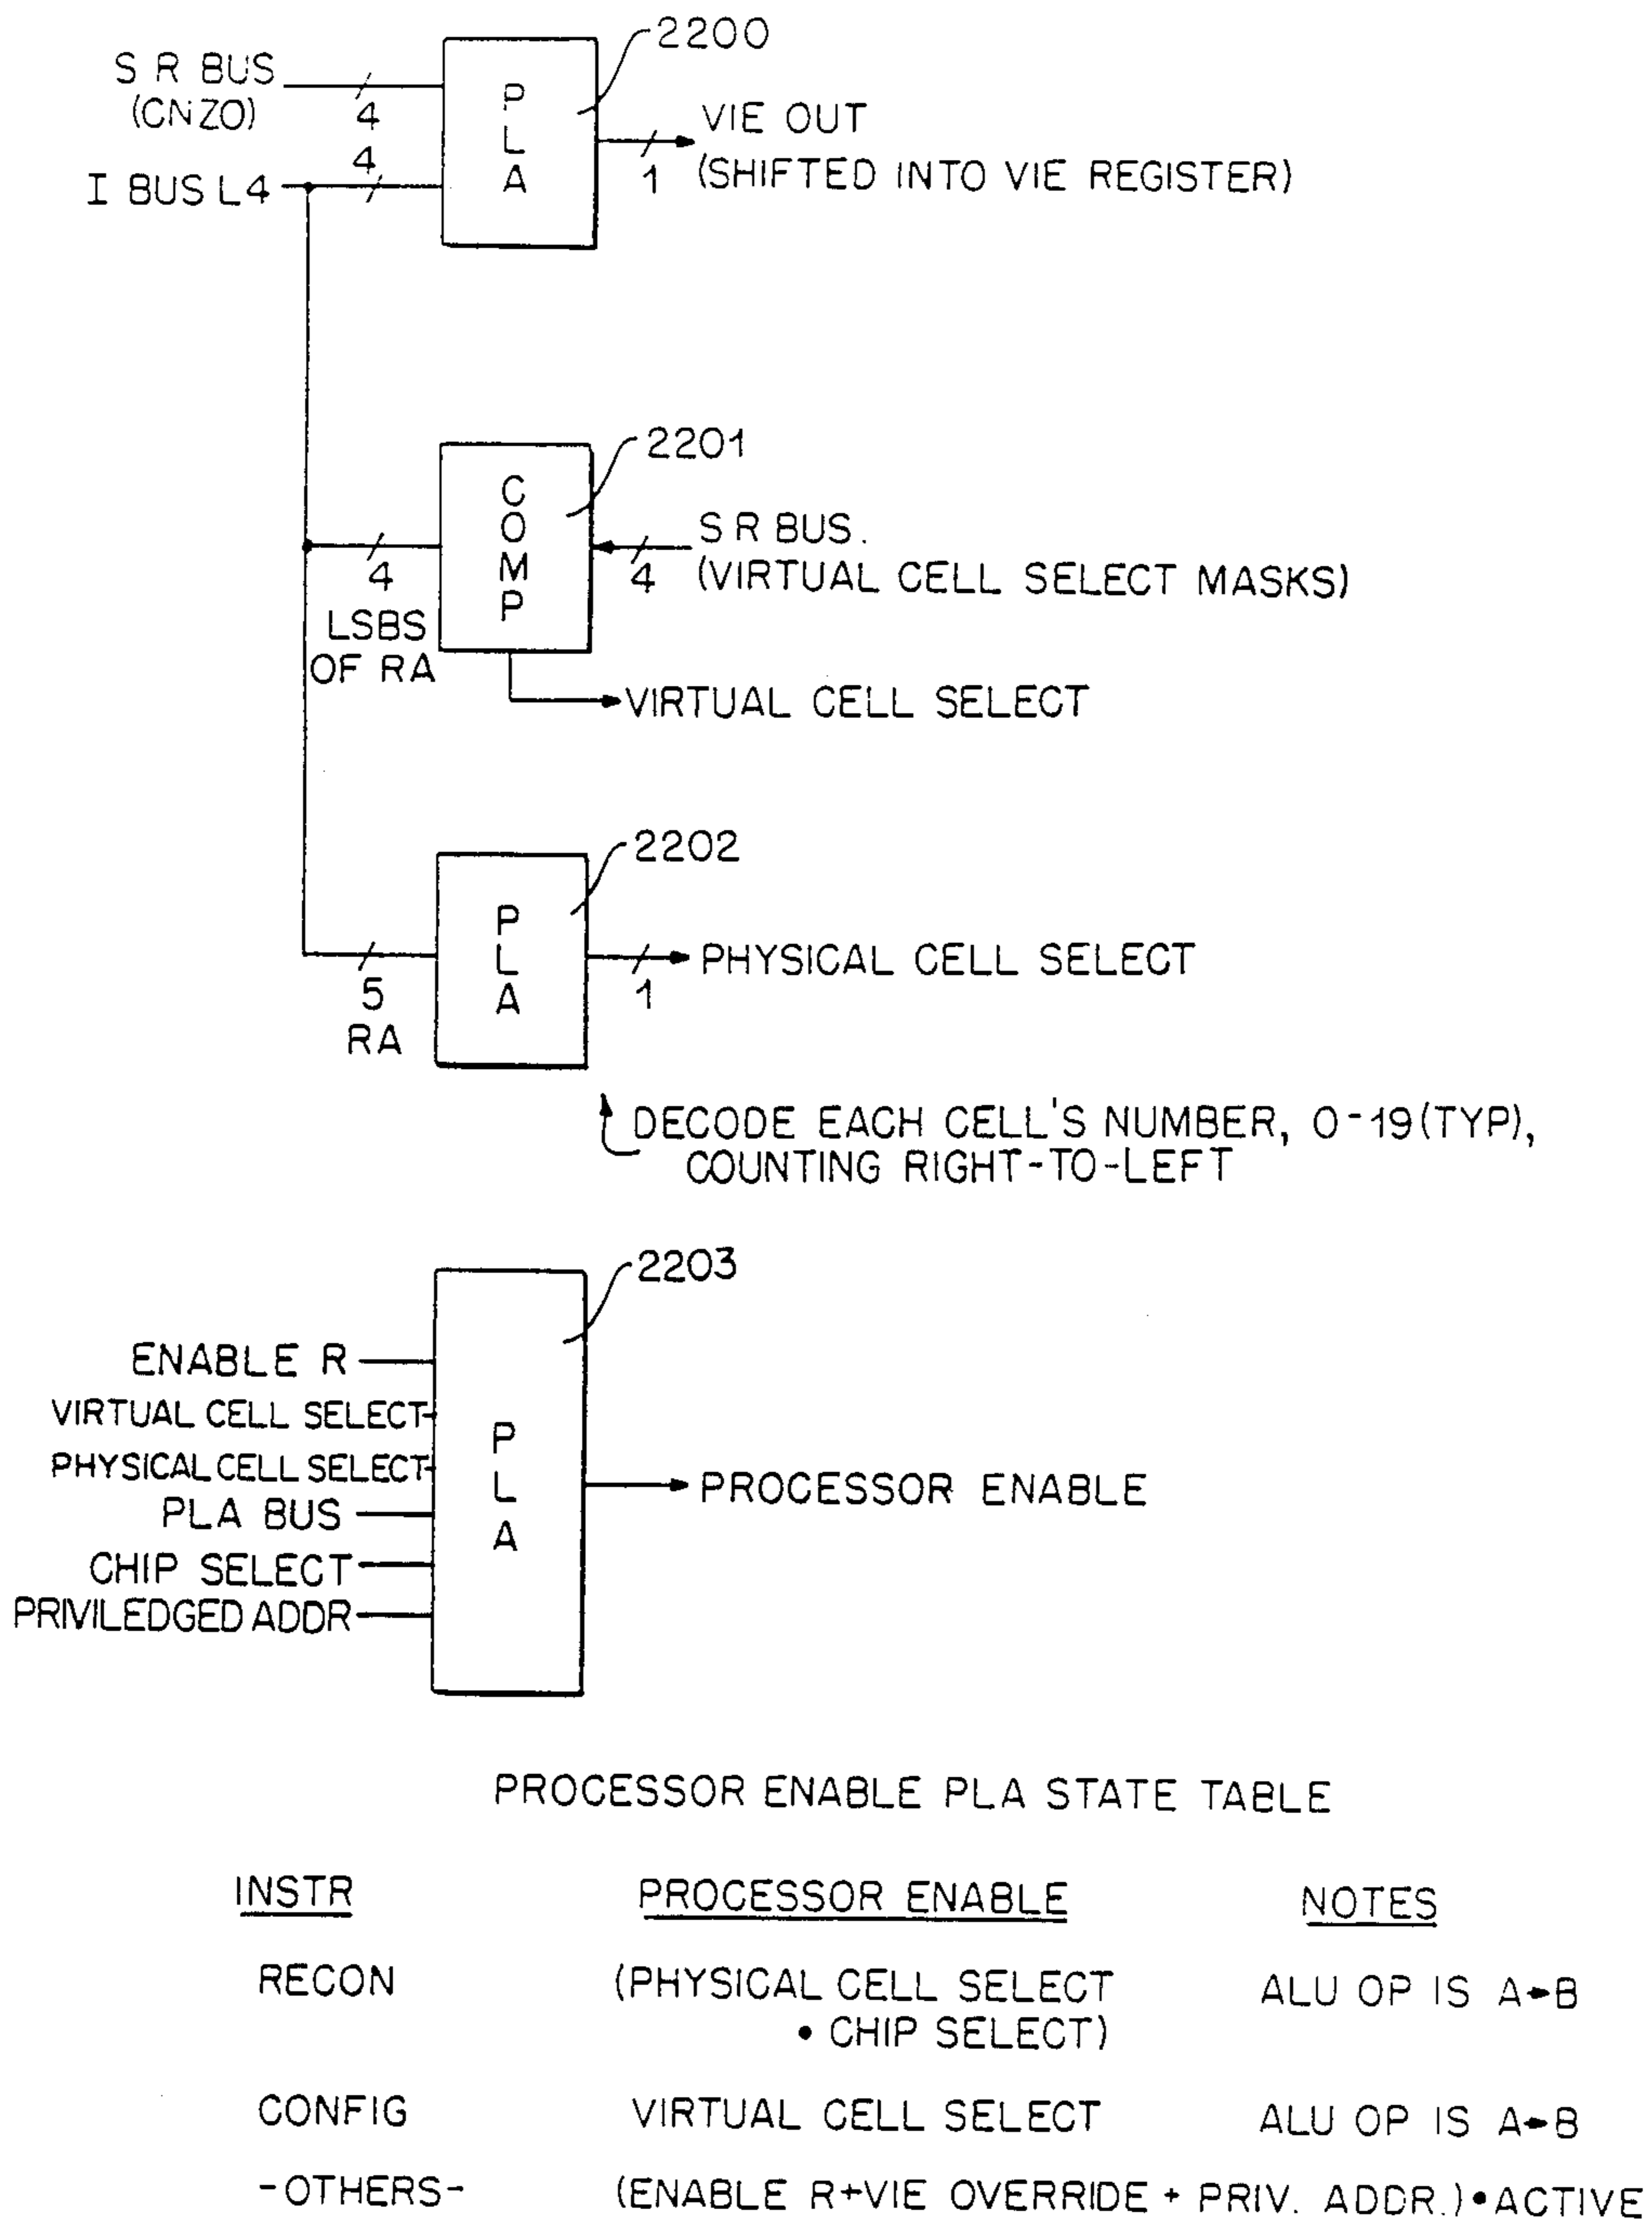 2200
S R BUS
(CNZO)
4
4
I BUS L4
PLA
1
VIE OUT
(SHIFTED INTO VIE REGISTER)
2201
COMP
4
LSBS
OF RA
4
S R BUS.
(VIRTUAL CELL SELECT MASKS)
VIRTUAL CELL SELECT
2202
PLA
5
RA
1
PHYSICAL CELL SELECT
DECODE EACH CELL'S NUMBER, 0-19(TYP),
COUNTING RIGHT-TO-LEFT
2203
ENABLE R
VIRTUAL CELL SELECT
PHYSICAL CELL SELECT
PLA BUS
CHIP SELECT
PRIVILEDGED ADDR
PLA
PROCESSOR ENABLE
PROCESSOR ENABLE PLA STATE TABLE
INSTR PROCESSOR ENABLE NOTES
RECON (PHYSICAL CELL SELECT ALU OP IS A→B
• CHIP SELECT)
CONFIG VIRTUAL CELL SELECT ALU OP IS A→B
-OTHERS- (ENABLE R+VIE OVERRIDE + PRIV. ADDR.)•ACTIVE